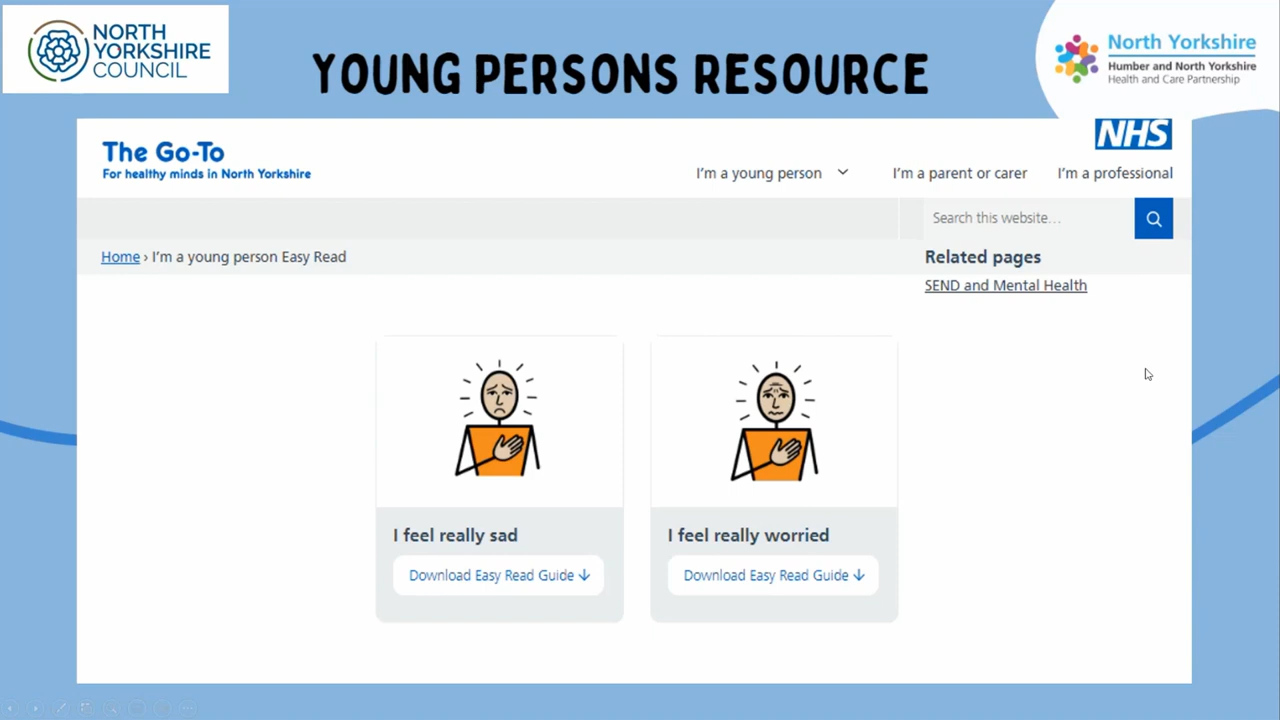 NORTH
YORKSHIRE
COUNCIL
YOUNG PERSONS RESOURCE
North Yorkshire
Humber and North Yorkshire
Health and Care Partnership
The Go-To
For healthy minds in North Yorkshire
NHS
I'm a young person
I'm a parent or carer
I'm a professional
Search this website...
Home › I'm a young person Easy Read
Related pages
SEND and Mental Health
I feel really sad
Download Easy Read Guide ↓
I feel really worried
Download Easy Read Guide ↓